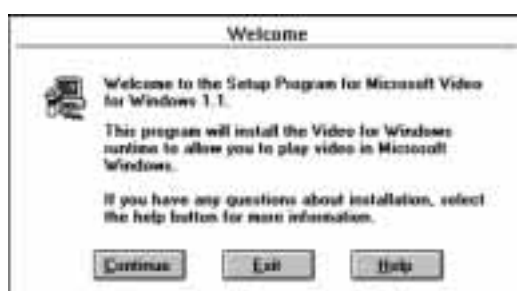 Welcome
Welcome to the Setup Program for Microsoft Video
for Windows 1.1.
This program will install the Video for Windows
runtime to allow you to play video in Microsoft
Windows.
If you have any questions about installation, select
the help button for more information.
Continue Exit Help